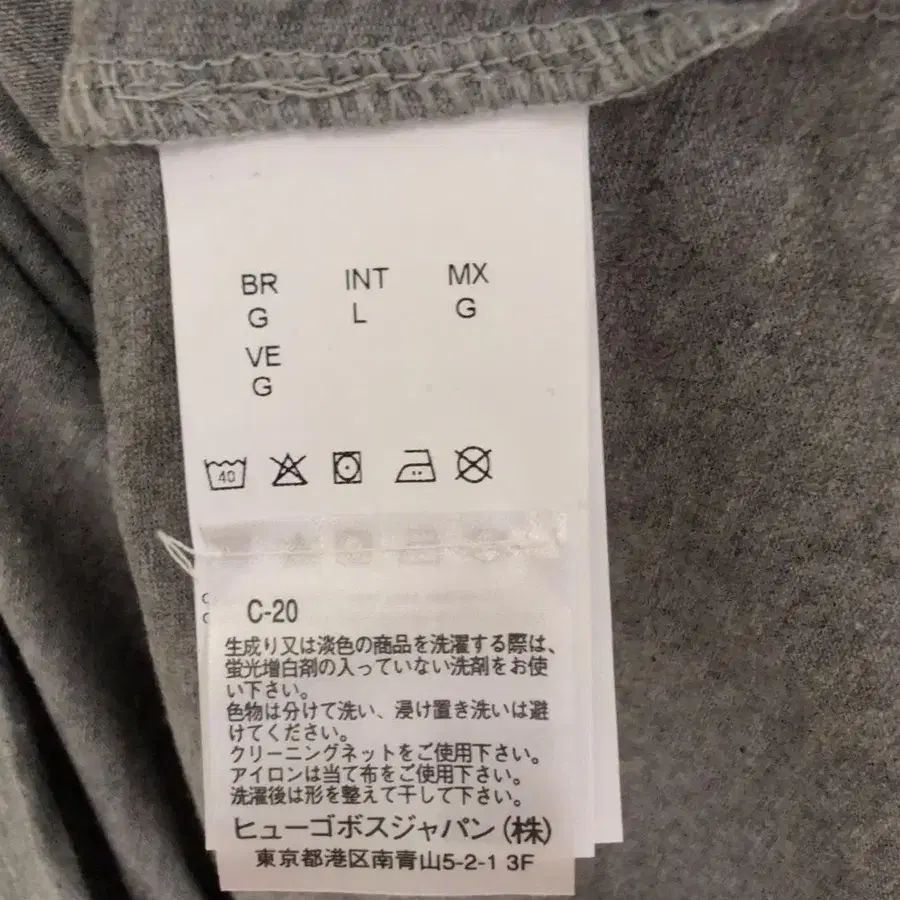 BR INT MX
G L G
VE
G
40
C-20
生成り又は淡色の商品を洗濯する際は、
蛍光増白剤の入っていない洗剤をお使
い下さい。
色物は分けて洗い、浸け置き洗いは避
けてください。
クリーニングネットをご使用下さい。
アイロンは当て布をご使用下さい。
洗濯後は形を整えて干して下さい。
ヒューゴボスジャパン(株)
東京都港区南青山5-2-1 3F